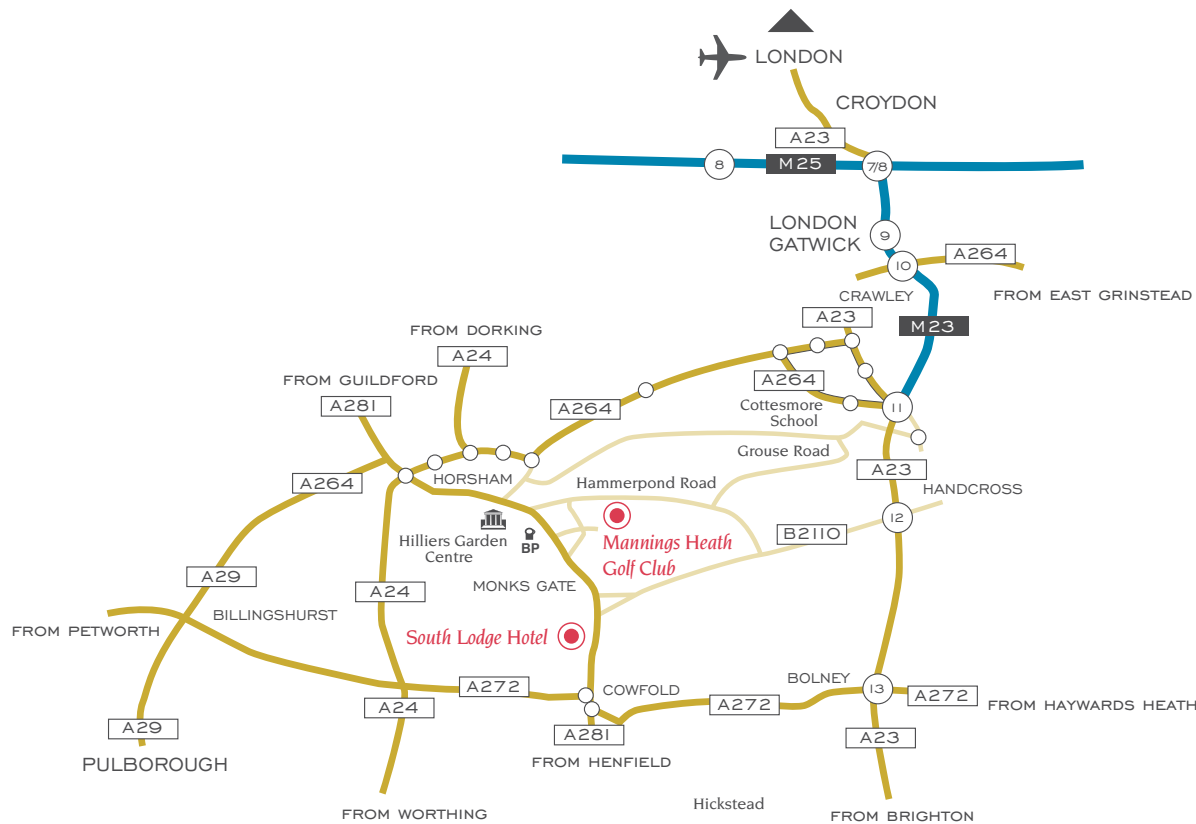 LONDON
CROYDON
A23
8
M25
7/8
LONDON
GATWICK
9
10
A264
CRAWLEY
FROM EAST GRINSTEAD
A23
M23
FROM DORKING
A24
FROM GUILDFORD
A281
A264
A264
Cottesmore
School
11
Grouse Road
A23
HORSHAM
A264
Hammerpond Road
HANDCROSS
12
B2110
Hilliers Garden
Centre
BP
Mannings Heath
Golf Club
MONKS GATE
A29
A24
BILLINGSHURST
FROM PETWORTH
South Lodge Hotel
A272
COWFOLD
BOLNEY
13
A272
A272
FROM HAYWARDS HEATH
A24
A29
A281
A23
PULBOROUGH
FROM HENFIELD
FROM WORTHING
Hickstead
FROM BRIGHTON